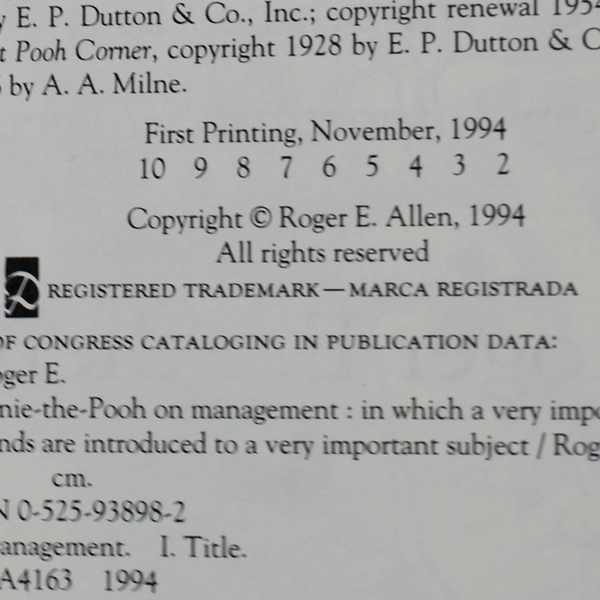 y E. P. Dutton & Co., Inc.; copyright renewal 1954
t Pooh Corner, copyright 1928 by E. P. Dutton & C
by A. A. Milne.
First Printing, November, 1994
10 9 8 7 6 5 4 3 2
Copyright © Roger E. Allen, 1994
All rights reserved
REGISTERED TRADEMARK—MARCA REGISTRADA
OF CONGRESS CATALOGING IN PUBLICATION DATA:
ger E.
nie-the-Pooh on management : in which a very impo
nds are introduced to a very important subject / Rog
cm.
N 0-525-93898-2
anagement. I. Title.
A4163 1994